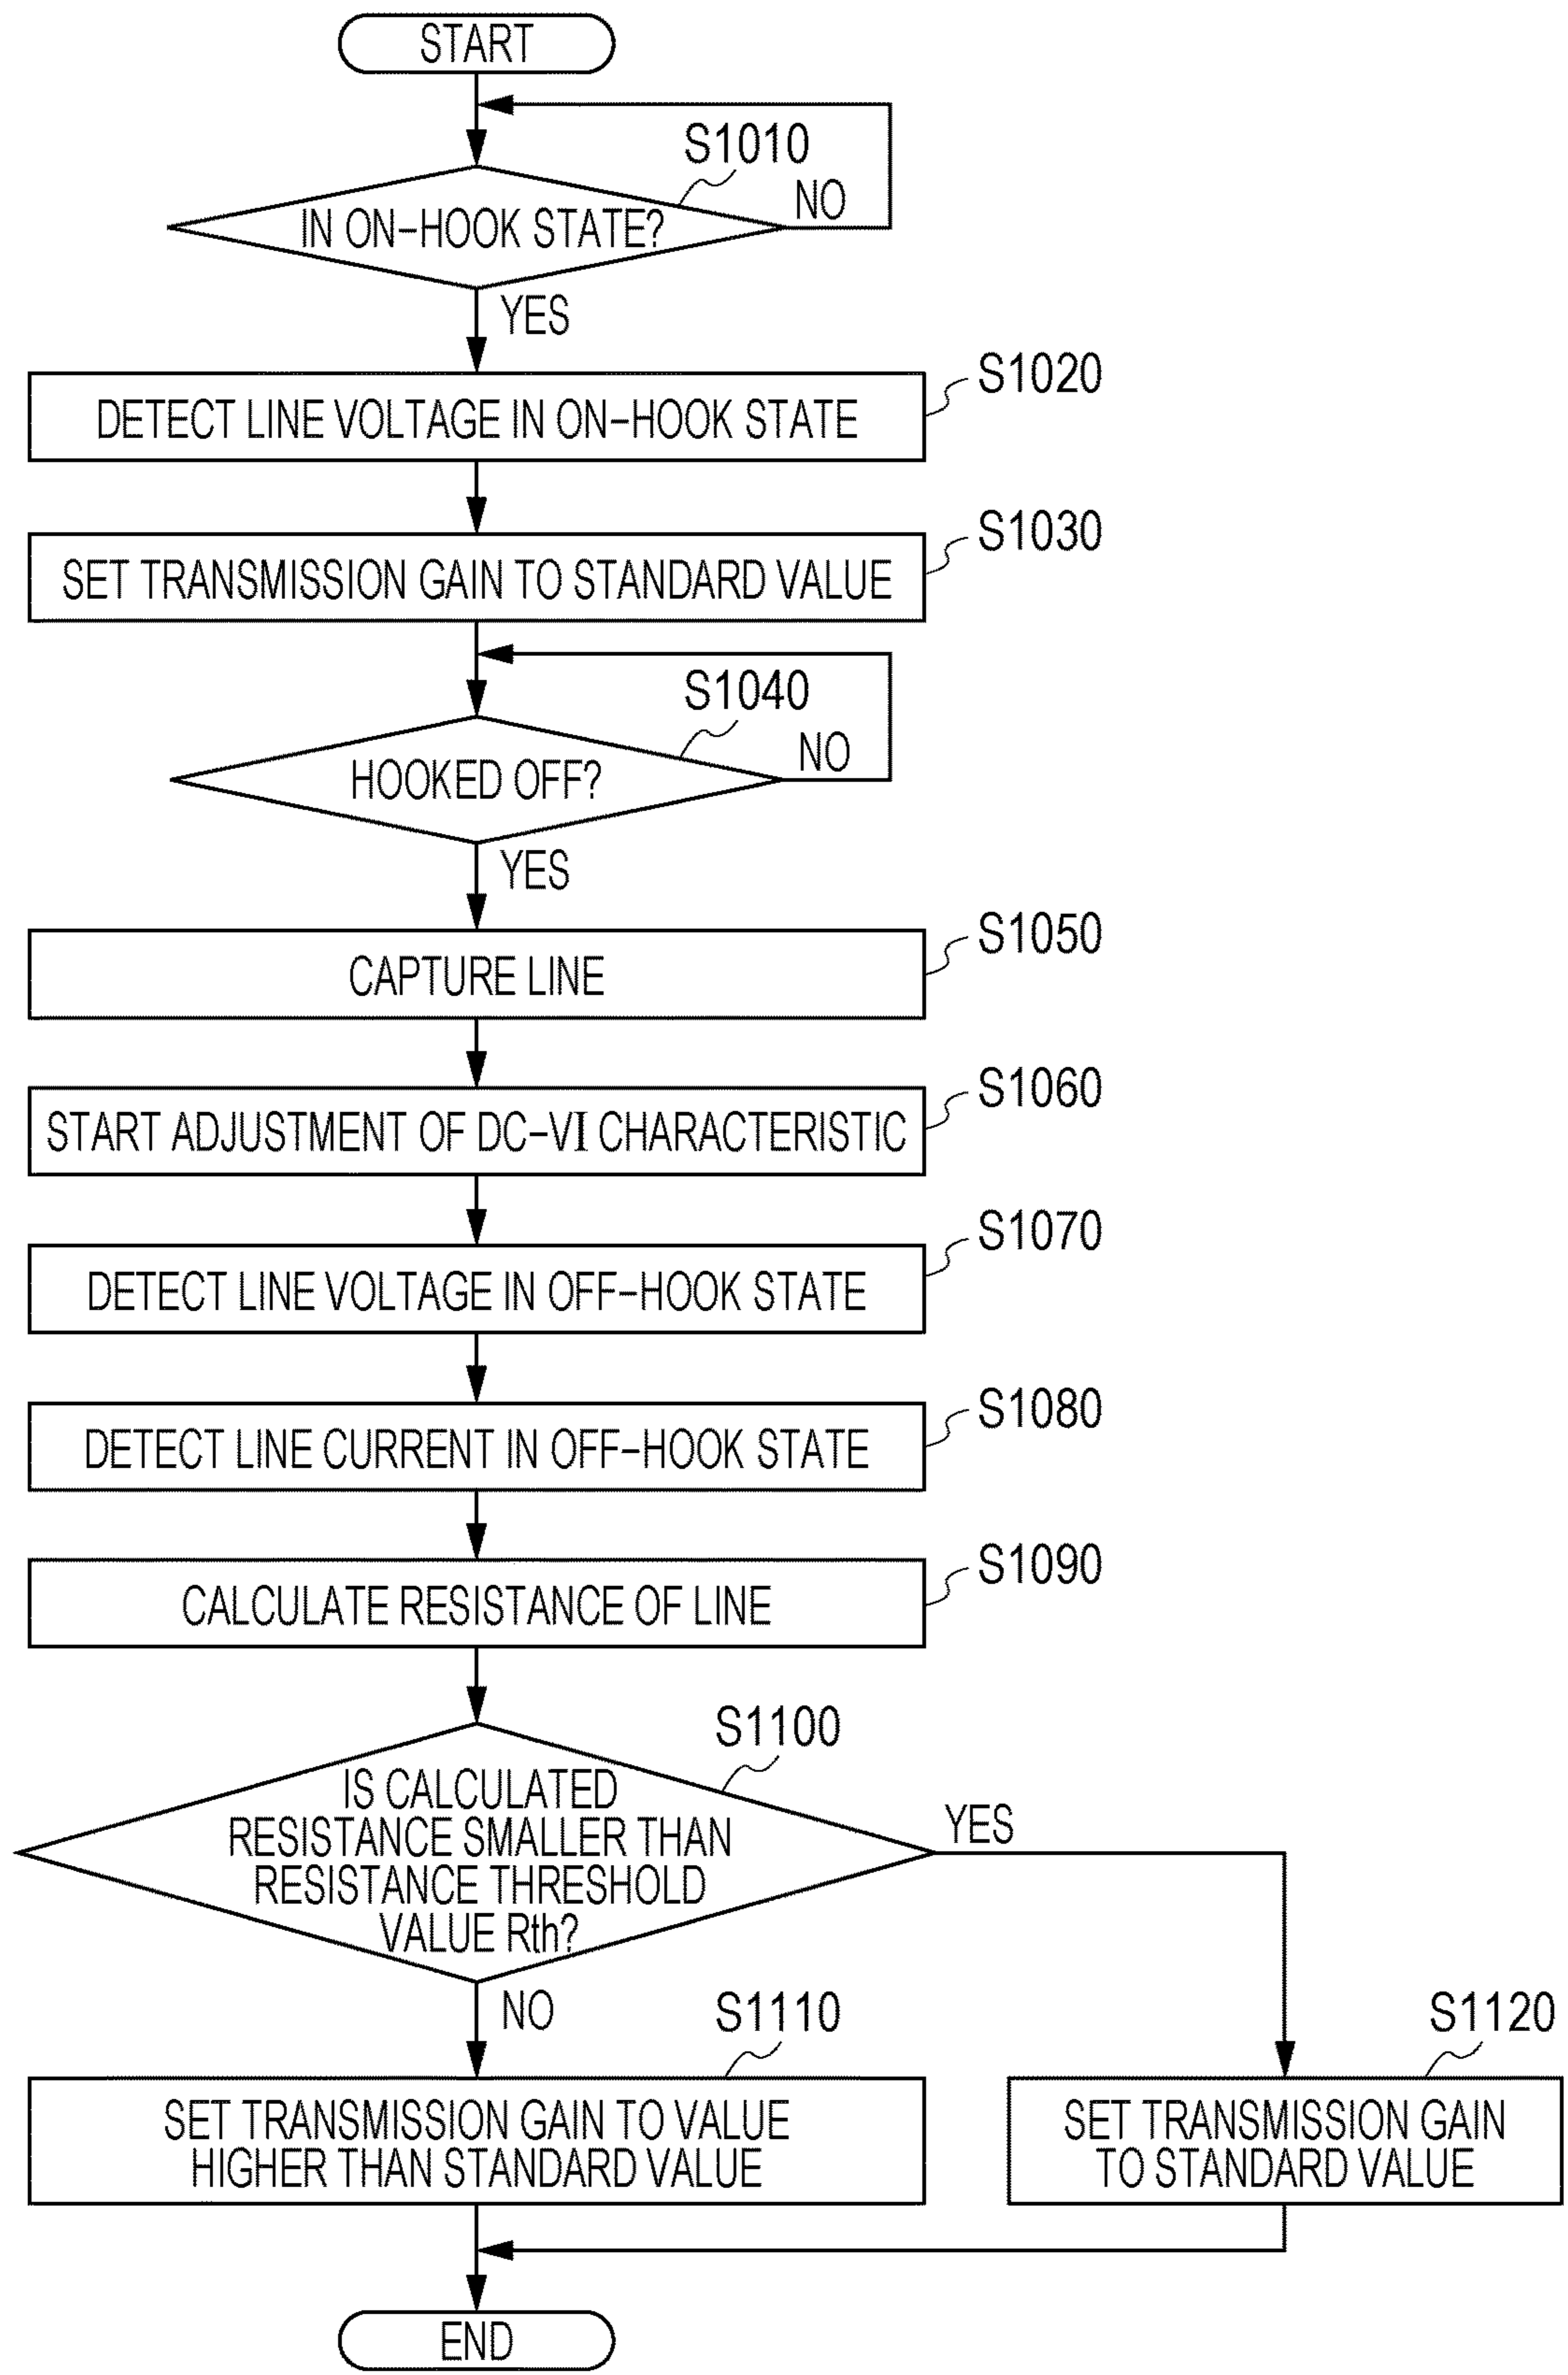 START
S1010
IN ON-HOOK STATE?
NO
YES
S1020
DETECT LINE VOLTAGE IN ON-HOOK STATE
S1030
SET TRANSMISSION GAIN TO STANDARD VALUE
S1040
HOOKED OFF?
NO
YES
S1050
CAPTURE LINE
S1060
START ADJUSTMENT OF DC-VI CHARACTERISTIC
S1070
DETECT LINE VOLTAGE IN OFF-HOOK STATE
S1080
DETECT LINE CURRENT IN OFF-HOOK STATE
S1090
CALCULATE RESISTANCE OF LINE
S1100
IS CALCULATED
RESISTANCE SMALLER THAN
RESISTANCE THRESHOLD
VALUE Rth?
YES
NO
S1110
SET TRANSMISSION GAIN TO VALUE
HIGHER THAN STANDARD VALUE
S1120
SET TRANSMISSION GAIN
TO STANDARD VALUE
END